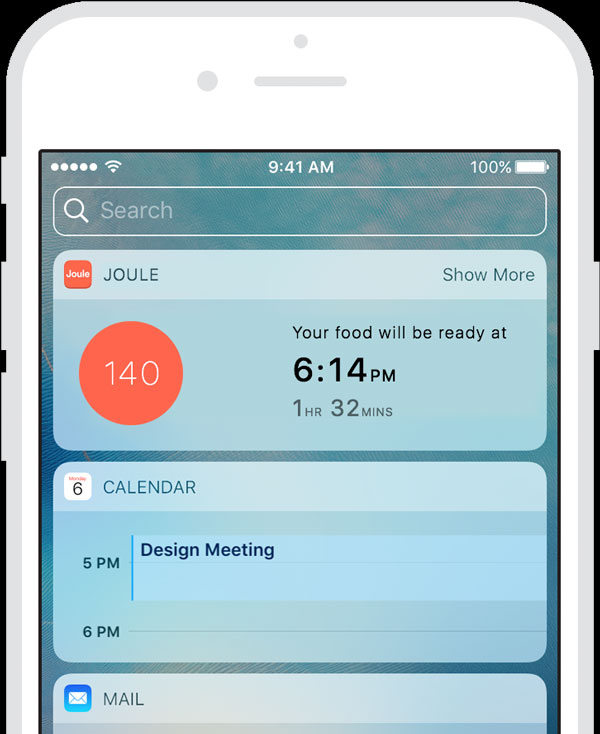 9:41 AM 100%
Search
Joule JOULE Show More
Your food will be ready at
140 6:14PM
1HR 32MINS
Monday
6 CALENDAR
Design Meeting
5 PM
6 PM
MAIL